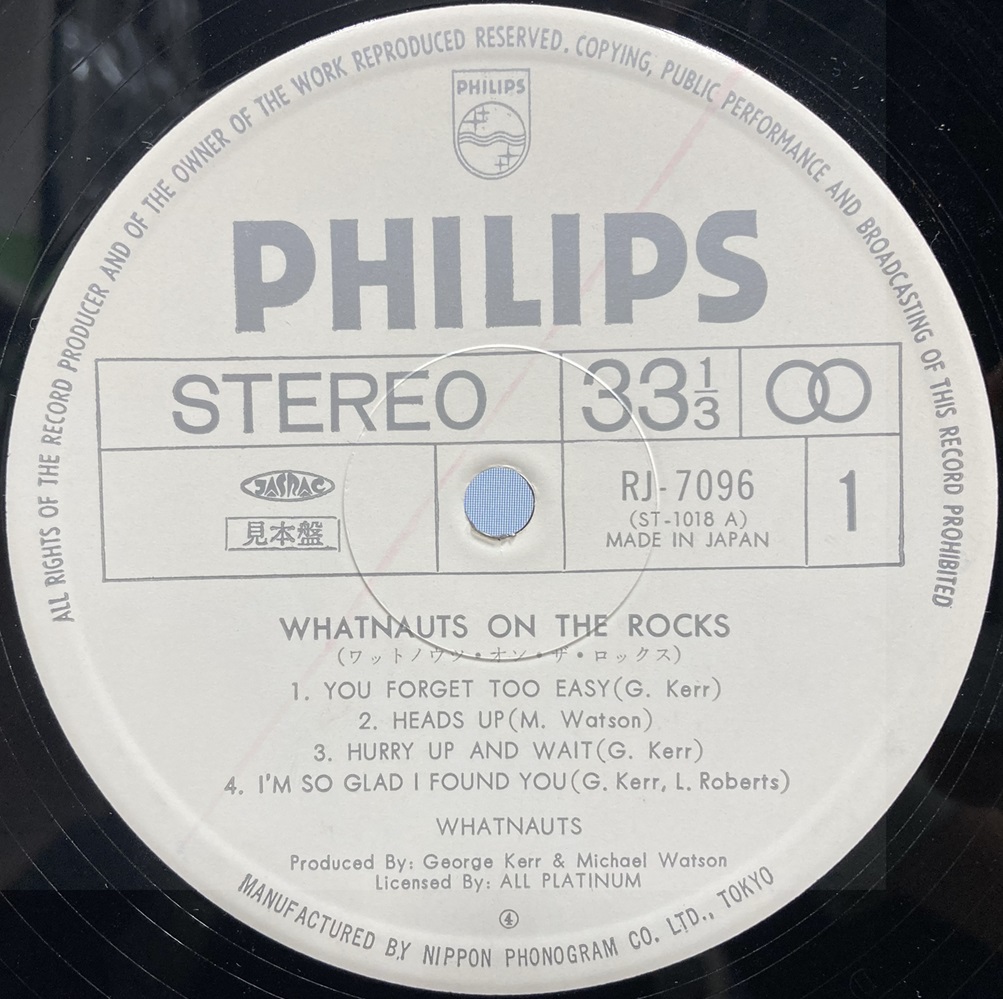 ALL RIGHTS OF THE RECORD PRODUCER AND OF THE OWNER OF THE WORK REPRODUCED RESERVED. COPYING, PUBLIC PERFORMANCE AND BROADCASTING OF THIS RECORD PROHIBITED
PHILIPS
PHILIPS
STEREO 33 1/3
JASRAC
見本盤
RJ-7096
(ST-1018 A)
MADE IN JAPAN
1
WHATNAUTS ON THE ROCKS
(ワットノウツ・オン・ザ・ロックス)
1. YOU FORGET TOO EASY(G. Kerr)
2. HEADS UP(M. Watson)
3. HURRY UP AND WAIT(G. Kerr)
4. I'M SO GLAD I FOUND YOU(G. Kerr, L. Roberts)
WHATNAUTS
Produced By: George Kerr & Michael Watson
Licensed By: ALL PLATINUM
④
MANUFACTURED BY NIPPON PHONOGRAM CO. LTD., TOKYO